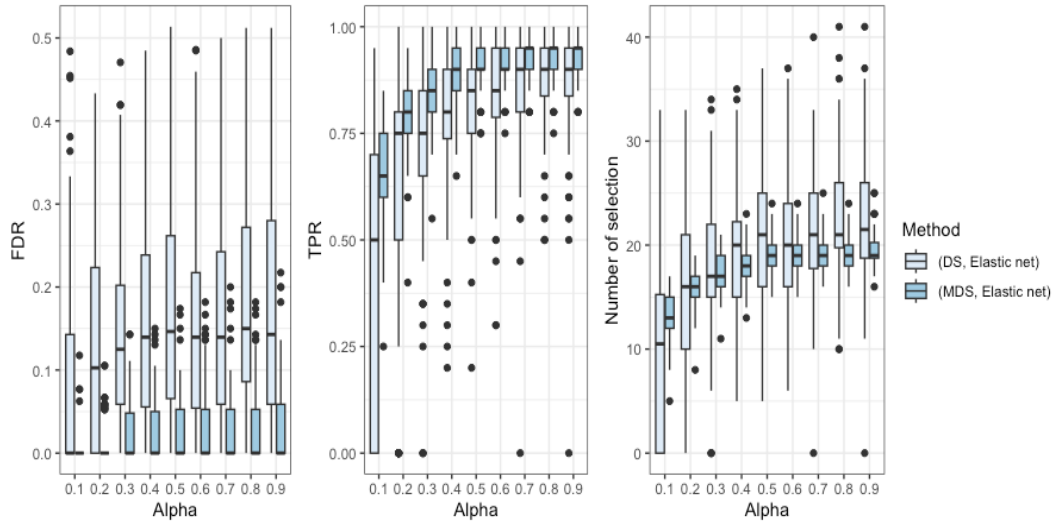 FDR
0.5
0.4
0.3
0.2
0.1
0.0
0.1 0.2 0.3 0.4 0.5 0.6 0.7 0.8 0.9
Alpha
TPR
1.00
0.75
0.50
0.25
0.00
0.1 0.2 0.3 0.4 0.5 0.6 0.7 0.8 0.9
Alpha
Number of selection
40
30
20
10
0
0.1 0.2 0.3 0.4 0.5 0.6 0.7 0.8 0.9
Alpha
Method
(DS, Elastic net)
(MDS, Elastic net)